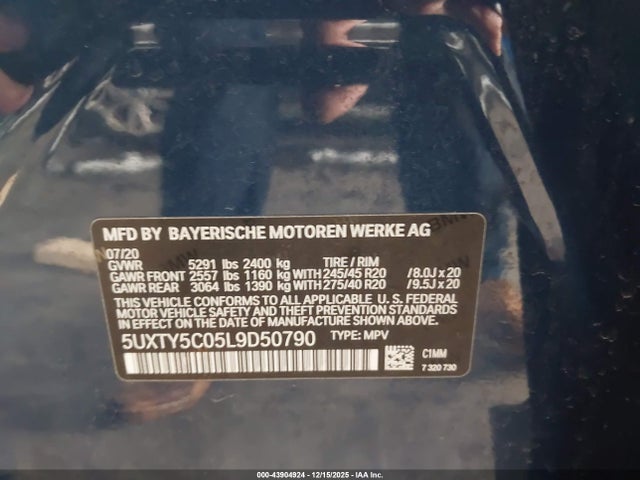 MFD BY BAYERISCHE MOTOREN WERKE AG
07/20
GVWR 5291 lbs 2400 kg TIRE / RIM
GAWR FRONT 2557 lbs 1160 kg WITH 245/45 R20 /8.0J x 20
GAWR REAR 3064 lbs 1390 kg WITH 275/40 R20 /9.5J x 20
THIS VEHICLE CONFORMS TO ALL APPLICABLE U. S. FEDERAL
MOTOR VEHICLE SAFETY AND THEFT PREVENTION STANDARDS
IN EFFECT ON THE DATE OF MANUFACTURE SHOWN ABOVE.
5UXTY5C05L9D50790 TYPE: MPV
C1MM
7 320 730
000-43904924 - 12/15/2025 - IAA Inc.